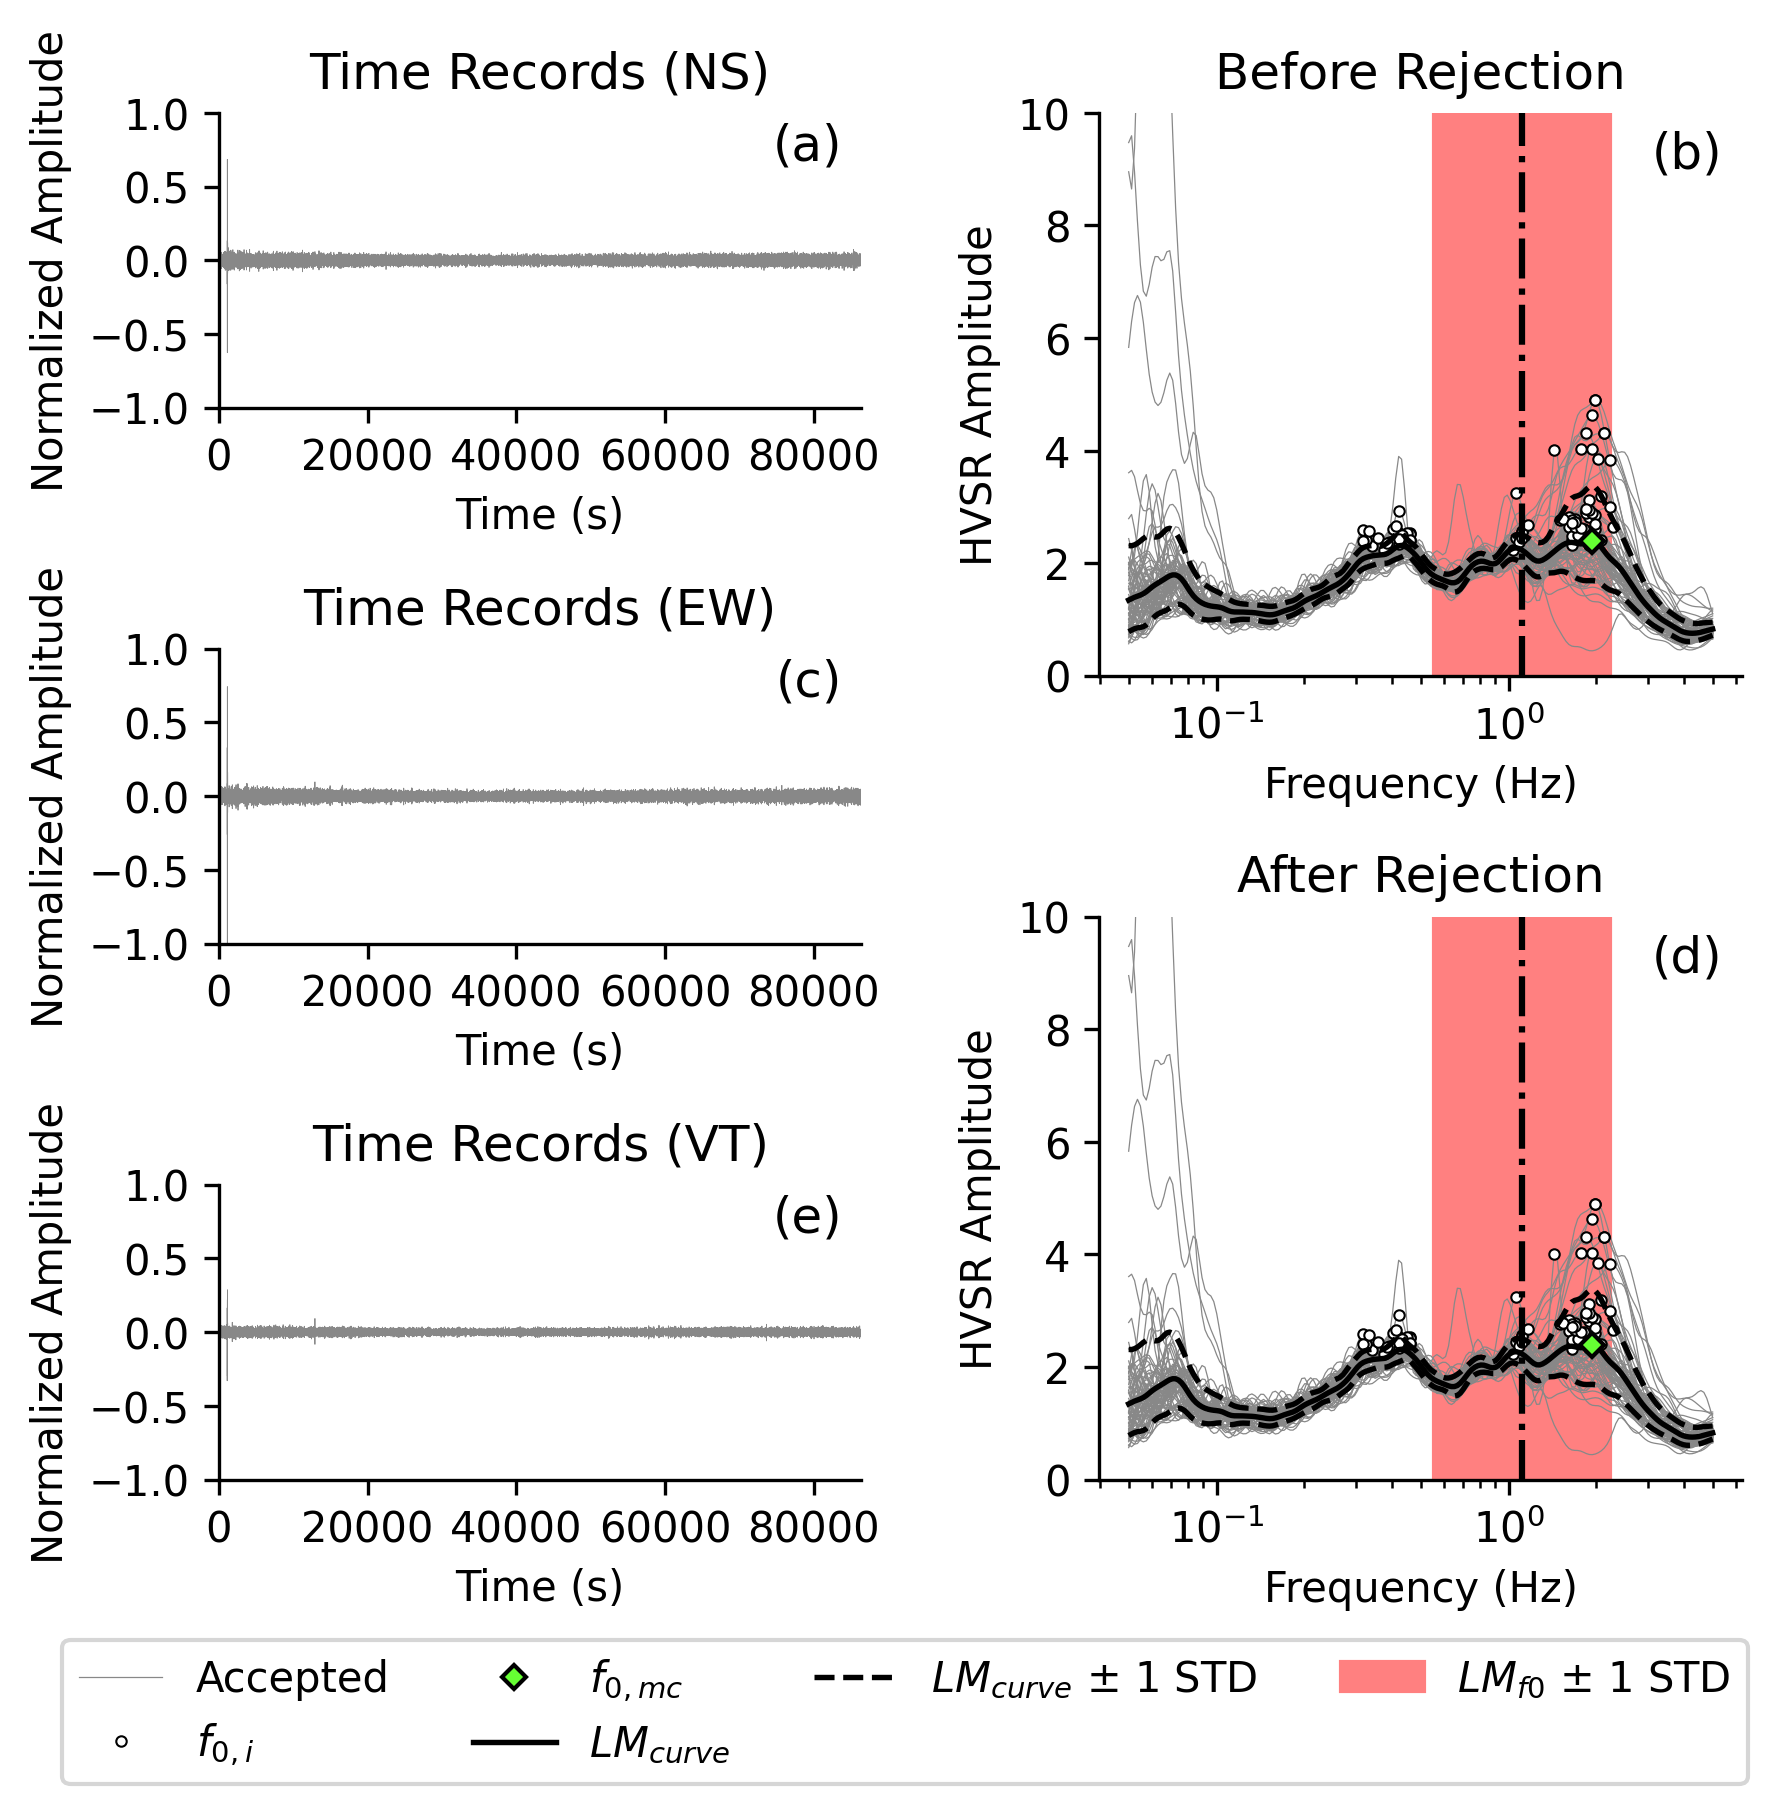 Time Records (NS)
Normalized Amplitude
1.0
0.5
0.0
−0.5
−1.0
(a)
0 20000 40000 60000 80000
Time (s)
Before Rejection
HVSR Amplitude
10
8
6
4
2
0
(b)
10⁻¹ 10⁰
Frequency (Hz)
Time Records (EW)
Normalized Amplitude
1.0
0.5
0.0
−0.5
−1.0
(c)
0 20000 40000 60000 80000
Time (s)
After Rejection
HVSR Amplitude
10
8
6
4
2
0
(d)
10⁻¹ 10⁰
Frequency (Hz)
Time Records (VT)
Normalized Amplitude
1.0
0.5
0.0
−0.5
−1.0
(e)
0 20000 40000 60000 80000
Time (s)
Accepted
f0,i
f0,mc
LMcurve
LMcurve ± 1 STD
LMf0 ± 1 STD